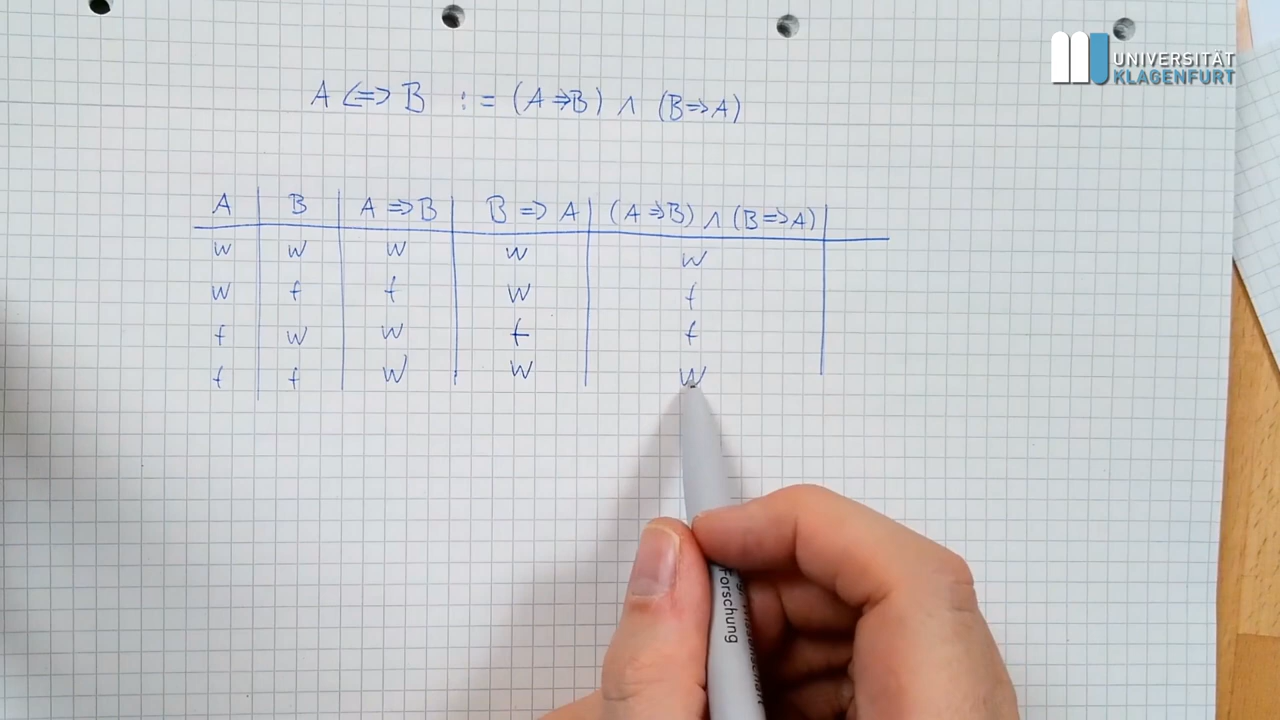 UNIVERSITÄT
KLAGENFURT
A <=> B := (A => B) ∧ (B => A)
A B A => B B => A (A => B) ∧ (B => A)
w w w w w
w f f w f
f w w f f
f f w w w
Forschung